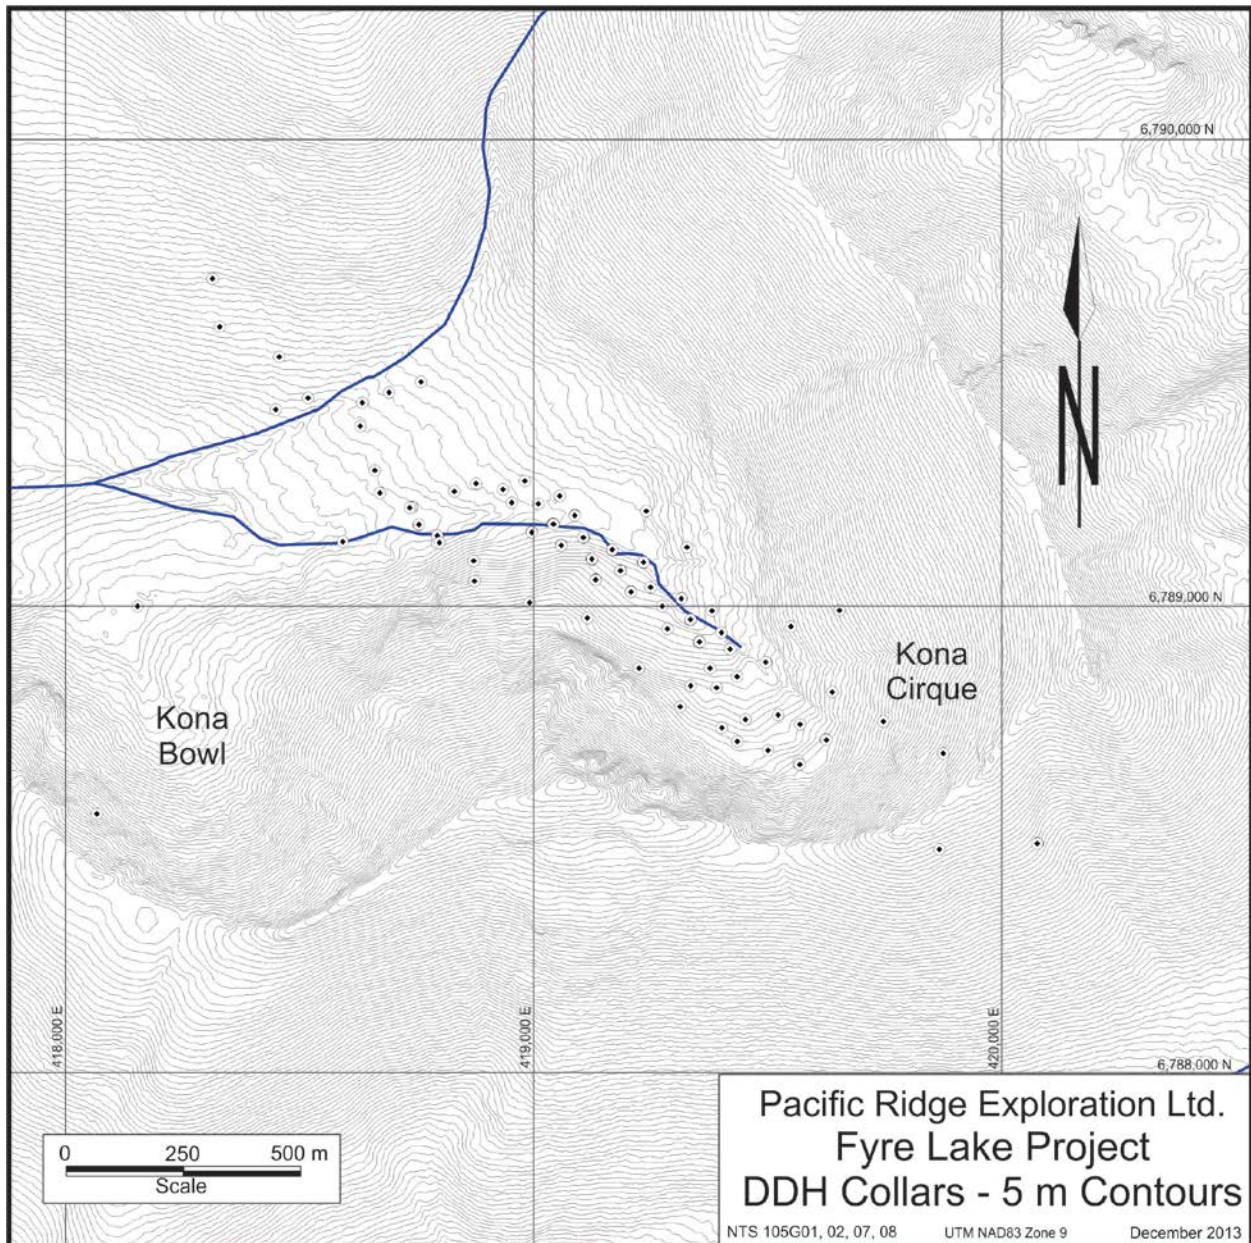 6,790,000 N
N
6,789,000 N
Kona
Cirque
Kona
Bowl
418,000 E
419,000 E
420,000 E
6,788,000 N
0 250 500 m
Scale
Pacific Ridge Exploration Ltd.
Fyre Lake Project
DDH Collars - 5 m Contours
NTS 105G01, 02, 07, 08 UTM NAD83 Zone 9 December 2013